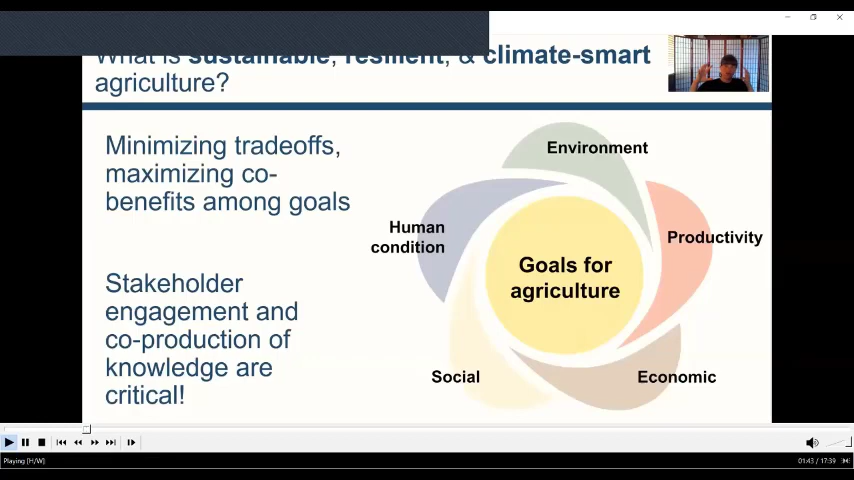 What is sustainable, resilient, & climate-smart
agriculture?
Minimizing tradeoffs,
maximizing co-
benefits among goals
Stakeholder
engagement and
co-production of
knowledge are
critical!
Environment
Productivity
Human
condition
Goals for
agriculture
Social
Economic
Playing [H/W]
01:43 / 17:39